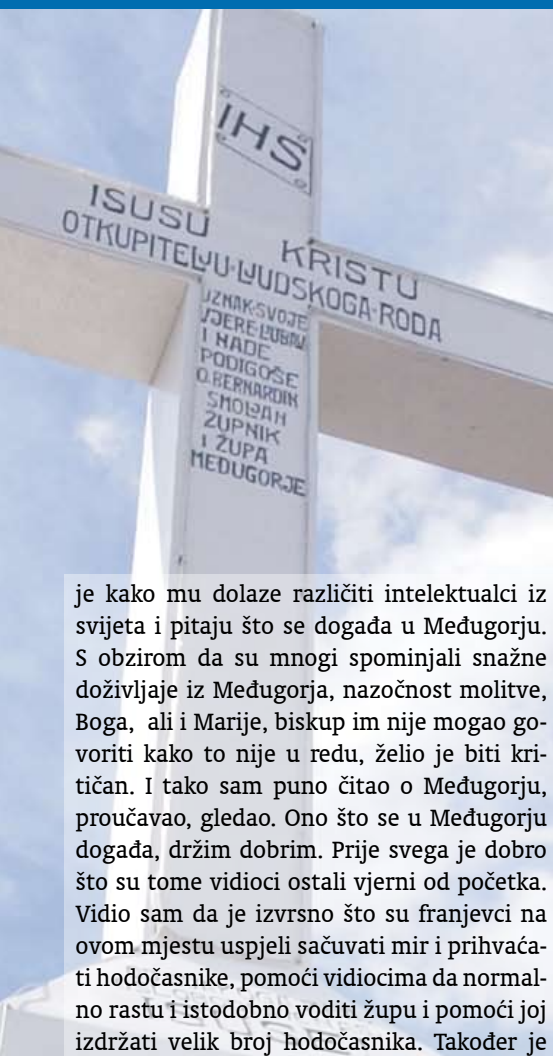 IHS
ISUSU KRISTU
OTKUPITELJU·LJUDSKOGA·RODA
UZNAK·SVOJE
VJERE·LJUBAVI
I NADE
PODIGOŠE
O.BERNARDIN
SMOLJAN
ŽUPNIK
I ŽUPA
MEĐUGORJE
je kako mu dolaze različiti intelektualci iz
svijeta i pitaju što se događa u Međugorju.
S obzirom da su mnogi spominjali snažne
doživljaje iz Međugorja, nazočnost molitve,
Boga,  ali i Marije, biskup im nije mogao go-
voriti kako to nije u redu, želio je biti kri-
tičan. I tako sam puno čitao o Međugorju,
proučavao, gledao. Ono što se u Međugorju
događa, držim dobrim. Prije svega je dobro
što su tome vidioci ostali vjerni od početka.
Vidio sam da je izvrsno što su franjevci na
ovom mjestu uspjeli sačuvati mir i prihvaća-
ti hodočasnike, pomoći vidiocima da normal-
no rastu i istodobno voditi župu i pomoći joj
izdržati velik broj hodočasnika. Također je